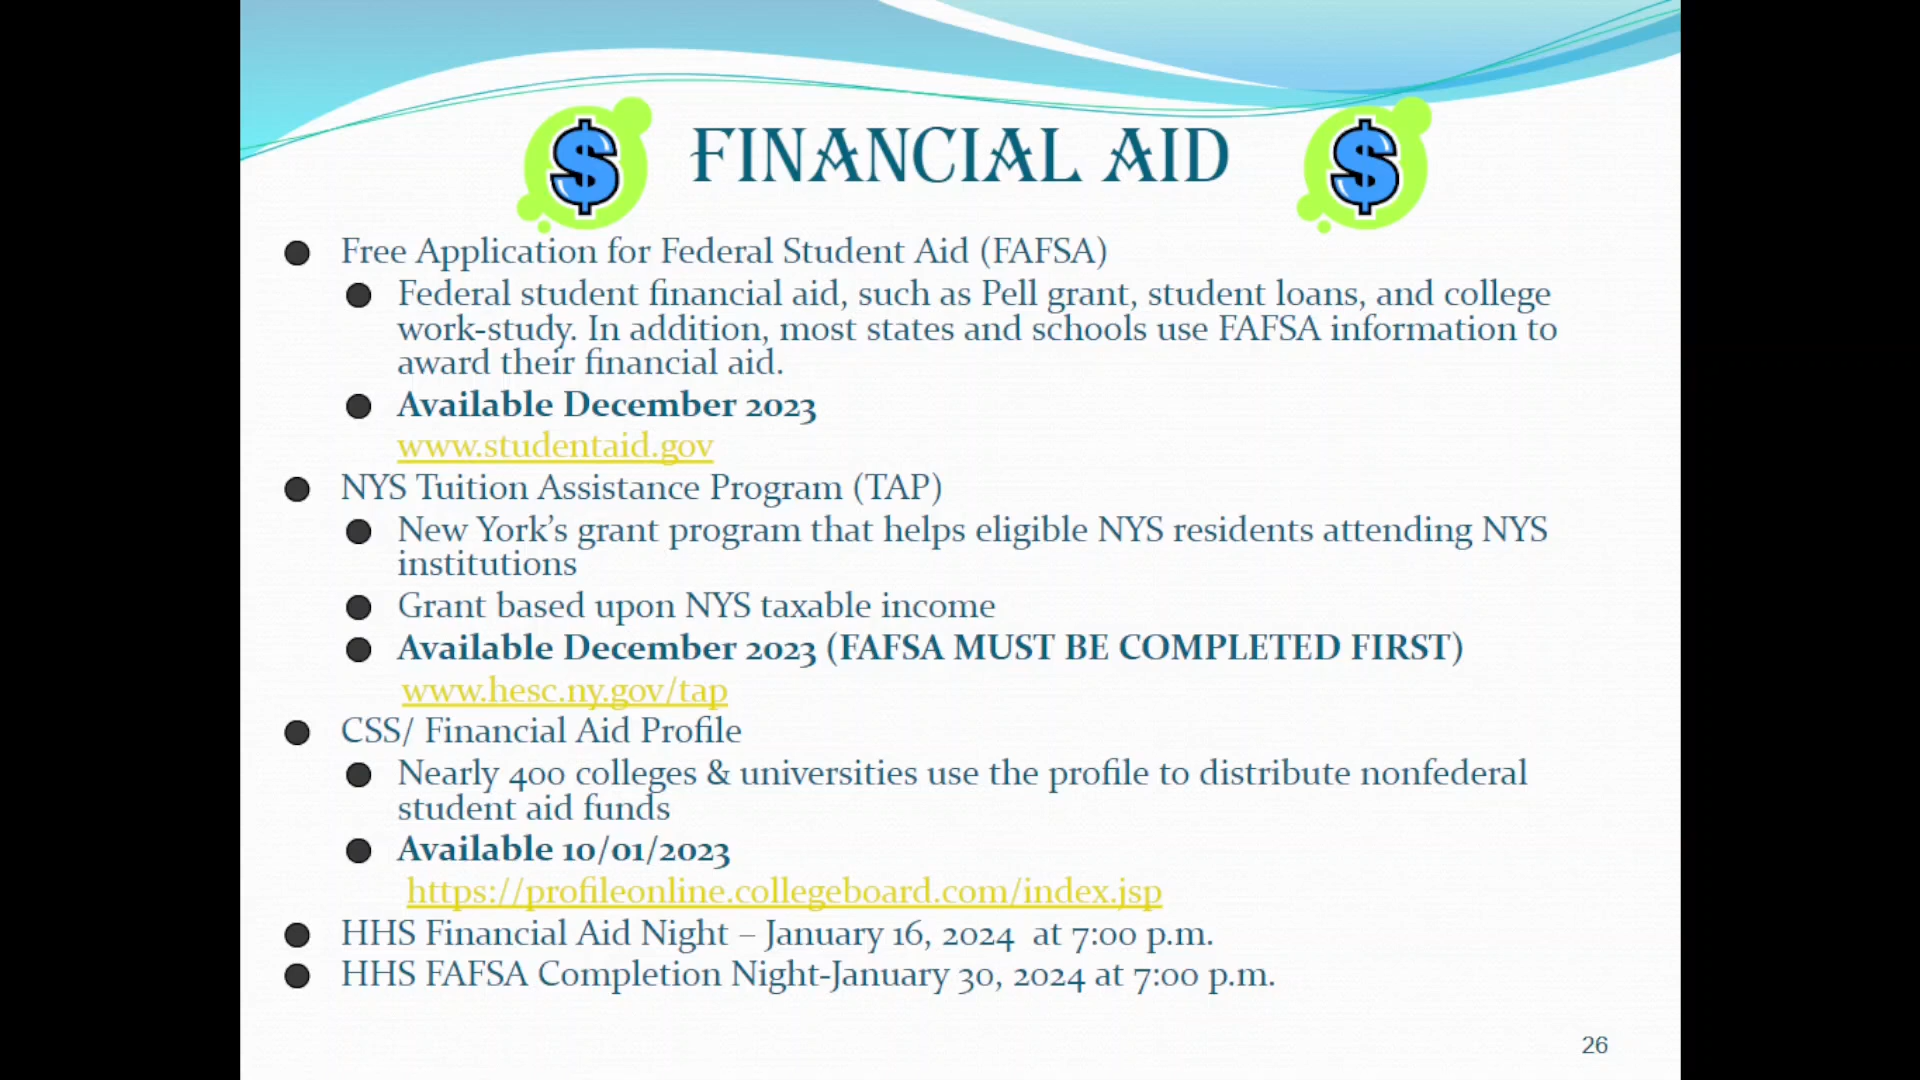 $ FINANCIAL AID $
Free Application for Federal Student Aid (FAFSA)
Federal student financial aid, such as Pell grant, student loans, and college
work-study. In addition, most states and schools use FAFSA information to
award their financial aid.
Available December 2023
www.studentaid.gov
NYS Tuition Assistance Program (TAP)
New York’s grant program that helps eligible NYS residents attending NYS
institutions
Grant based upon NYS taxable income
Available December 2023 (FAFSA MUST BE COMPLETED FIRST)
www.hesc.ny.gov/tap
CSS/ Financial Aid Profile
Nearly 400 colleges & universities use the profile to distribute nonfederal
student aid funds
Available 10/01/2023
https://profileonline.collegeboard.com/index.jsp
HHS Financial Aid Night – January 16, 2024 at 7:00 p.m.
HHS FAFSA Completion Night-January 30, 2024 at 7:00 p.m.
26